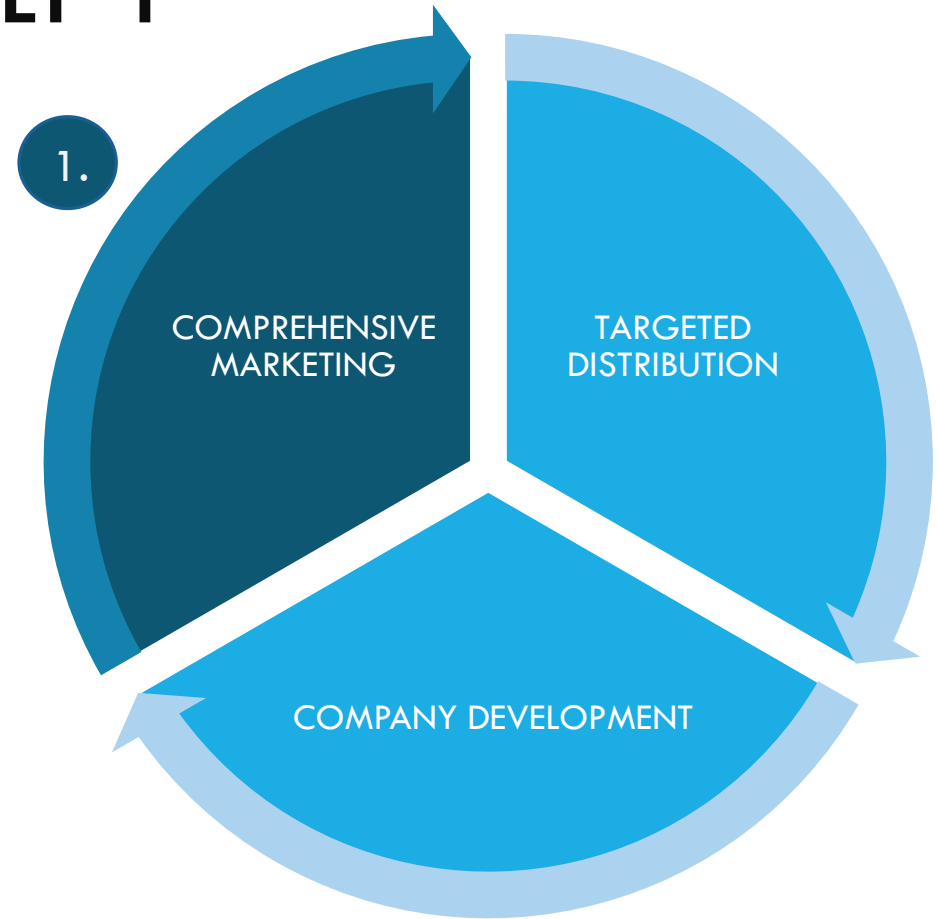 1.
COMPREHENSIVE
MARKETING
TARGETED
DISTRIBUTION
COMPANY DEVELOPMENT